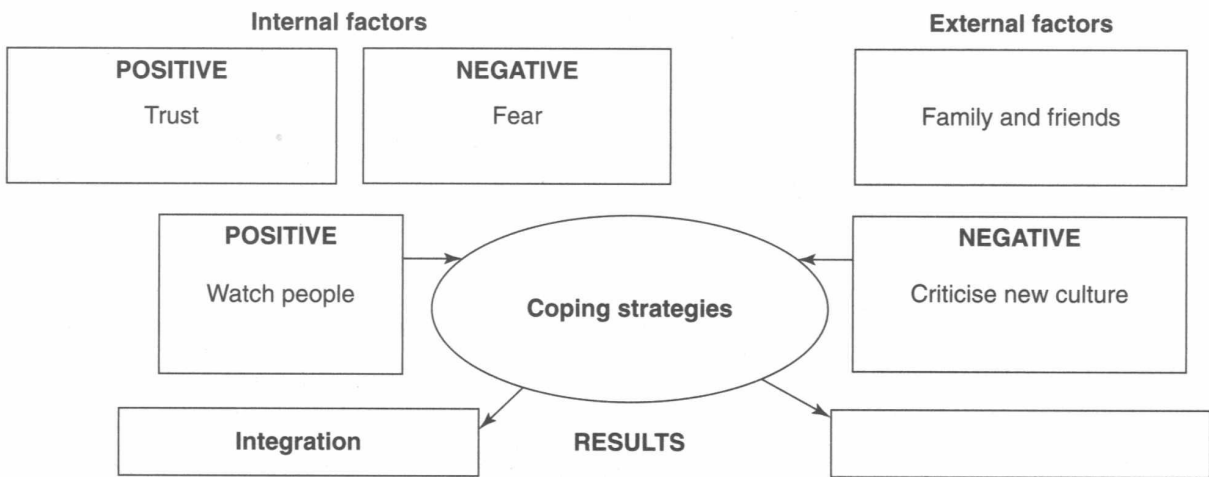 Internal factors
External factors
POSITIVE
Trust
NEGATIVE
Fear
Family and friends
POSITIVE
Watch people
Coping strategies
NEGATIVE
Criticise new culture
Integration
RESULTS